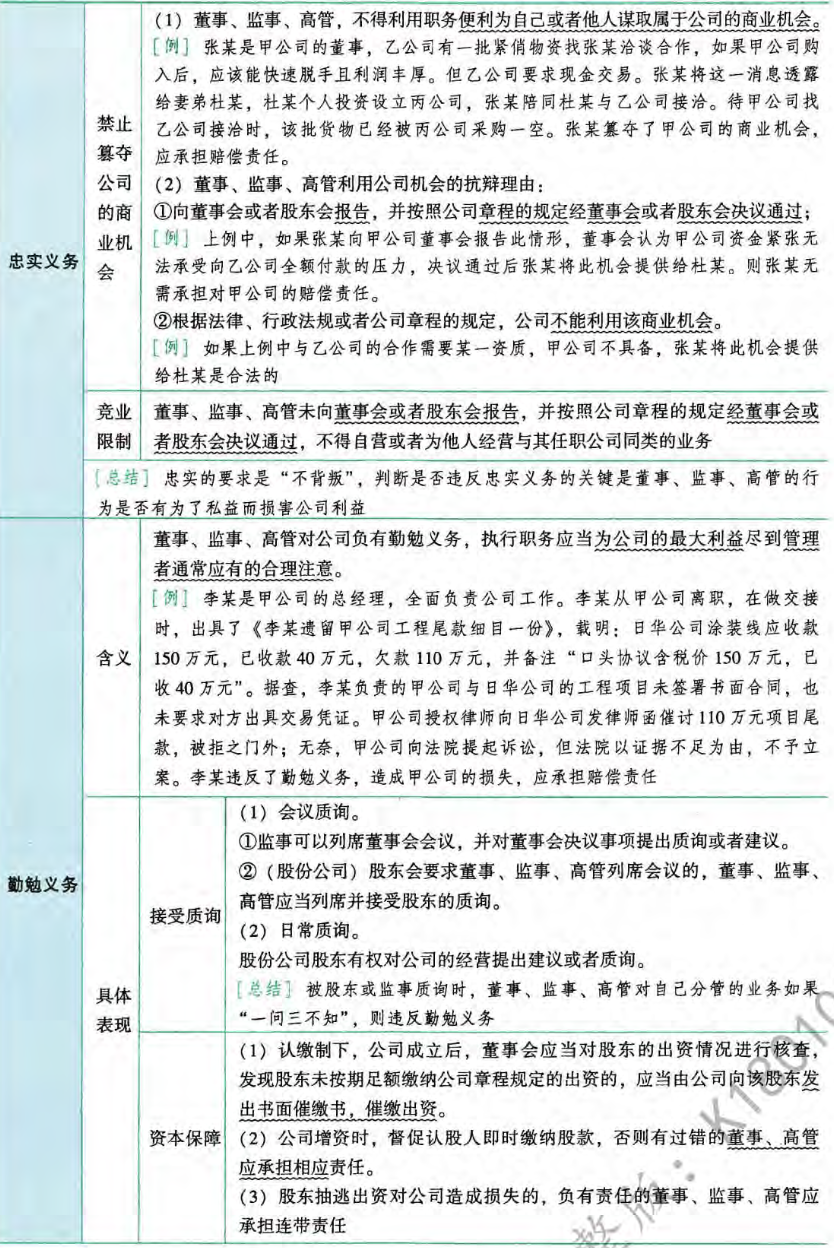 忠实义务
禁止
篡夺
公司
的商
业机
会
(1) 董事、监事、高管，不得利用职务便利为自己或者他人谋取属于公司的商业机会。
［例］ 张某是甲公司的董事，乙公司有一批紧俏物资找张某洽谈合作，如果甲公司购
入后，应该能快速脱手且利润丰厚。但乙公司要求现金交易。张某将这一消息透露
给妻弟杜某，杜某个人投资设立丙公司，张某陪同杜某与乙公司接洽。待甲公司找
乙公司接洽时，该批货物已经被丙公司采购一空。张某篡夺了甲公司的商业机会，
应承担赔偿责任。
(2) 董事、监事、高管利用公司机会的抗辩理由：
①向董事会或者股东会报告，并按照公司章程的规定经董事会或者股东会决议通过；
［例］ 上例中，如果张某向甲公司董事会报告此情形，董事会认为甲公司资金紧张无
法承受向乙公司全额付款的压力，决议通过后张某将此机会提供给杜某。则张某无
需承担对甲公司的赔偿责任。
②根据法律、行政法规或者公司章程的规定，公司不能利用该商业机会。
［例］ 如果上例中与乙公司的合作需要某一资质，甲公司不具备，张某将此机会提供
给杜某是合法的
竞业
限制
董事、监事、高管未向董事会或者股东会报告，并按照公司章程的规定经董事会或
者股东会决议通过，不得自营或者为他人经营与其任职公司同类的业务
［总结］ 忠实的要求是“不背叛”，判断是否违反忠实义务的关键是董事、监事、高管的行
为是否有为了私益而损害公司利益
勤勉义务
含义
董事、监事、高管对公司负有勤勉义务，执行职务应当为公司的最大利益尽到管理
者通常应有的合理注意。
［例］ 李某是甲公司的总经理，全面负责公司工作。李某从甲公司离职，在做交接
时，出具了《李某遗留甲公司工程尾款细目一份》，载明：日华公司涂装线应收款
150 万元，已收款 40 万元，欠款 110 万元，并备注“口头协议含税价 150 万元，已
收 40 万元”。据查，李某负责的甲公司与日华公司的工程项目未签署书面合同，也
未要求对方出具交易凭证。甲公司授权律师向日华公司发律师函催讨 110 万元项目尾
款，被拒之门外；无奈，甲公司向法院提起诉讼，但法院以证据不足为由，不予立
案。李某违反了勤勉义务，造成甲公司的损失，应承担赔偿责任
具体
表现
接受质询
(1) 会议质询。
①监事可以列席董事会会议，并对董事会决议事项提出质询或者建议。
②（股份公司）股东会要求董事、监事、高管列席会议的，董事、监事、
高管应当列席并接受股东的质询。
(2) 日常质询。
股份公司股东有权对公司的经营提出建议或者质询。
［总结］ 被股东或监事质询时，董事、监事、高管对自己分管的业务如果
“一问三不知”，则违反勤勉义务
资本保障
(1) 认缴制下，公司成立后，董事会应当对股东的出资情况进行核查，
发现股东未按期足额缴纳公司章程规定的出资的，应当由公司向该股东发
出书面催缴书，催缴出资。
(2) 公司增资时，督促认股人即时缴纳股款，否则有过错的董事、高管
应承担相应责任。
(3) 股东抽逃出资对公司造成损失的，负有责任的董事、监事、高管应
承担连带责任
整版：K18010